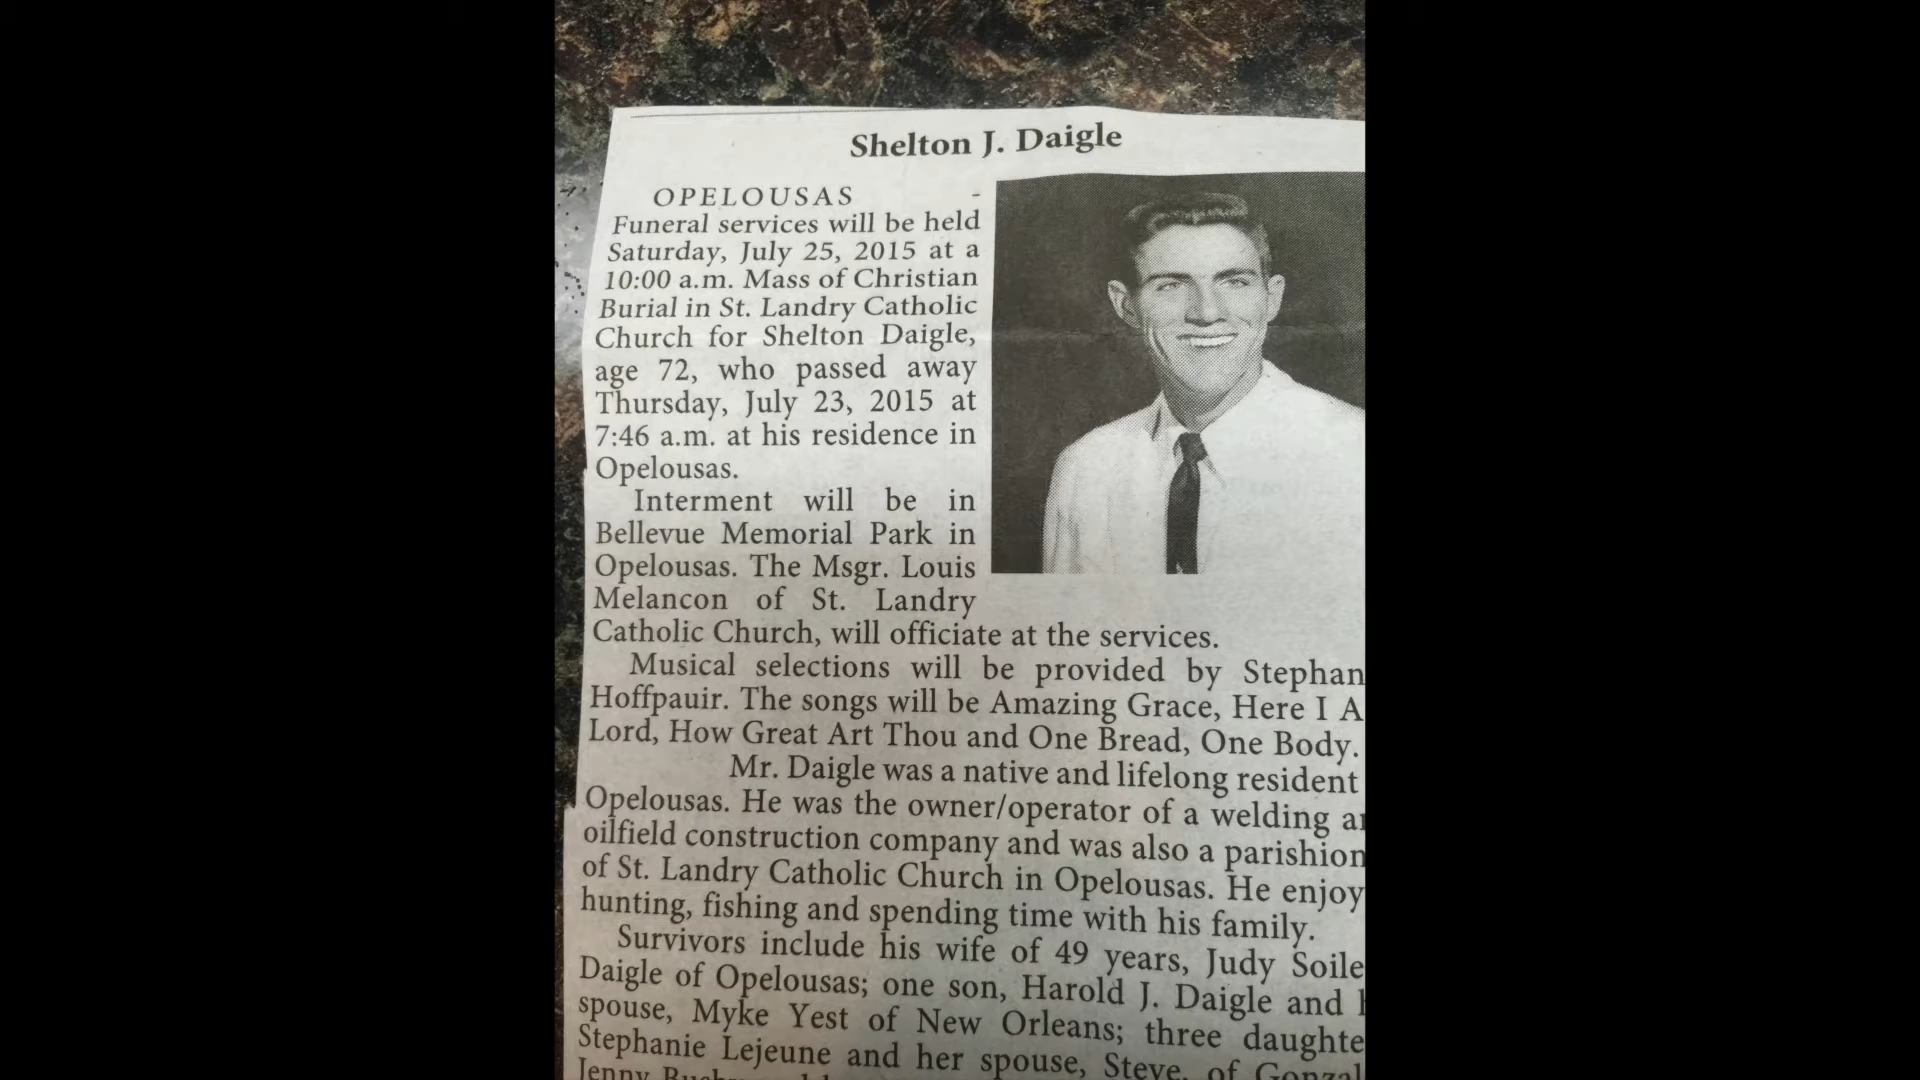 Shelton J. Daigle
OPELOUSAS -
Funeral services will be held
Saturday, July 25, 2015 at a
10:00 a.m. Mass of Christian
Burial in St. Landry Catholic
Church for Shelton Daigle,
age 72, who passed away
Thursday, July 23, 2015 at
7:46 a.m. at his residence in
Opelousas.
Interment will be in
Bellevue Memorial Park in
Opelousas. The Msgr. Louis
Melancon of St. Landry
Catholic Church, will officiate at the services.
Musical selections will be provided by Stephan
Hoffpauir. The songs will be Amazing Grace, Here I A
Lord, How Great Art Thou and One Bread, One Body.
Mr. Daigle was a native and lifelong resident
Opelousas. He was the owner/operator of a welding a
oilfield construction company and was also a parishion
of St. Landry Catholic Church in Opelousas. He enjoy
hunting, fishing and spending time with his family.
Survivors include his wife of 49 years, Judy Soile
Daigle of Opelousas; one son, Harold J. Daigle and
spouse, Myke Yest of New Orleans; three daughte
Stephanie Lejeune and her spouse, Steve, of Gonzal
Jenny